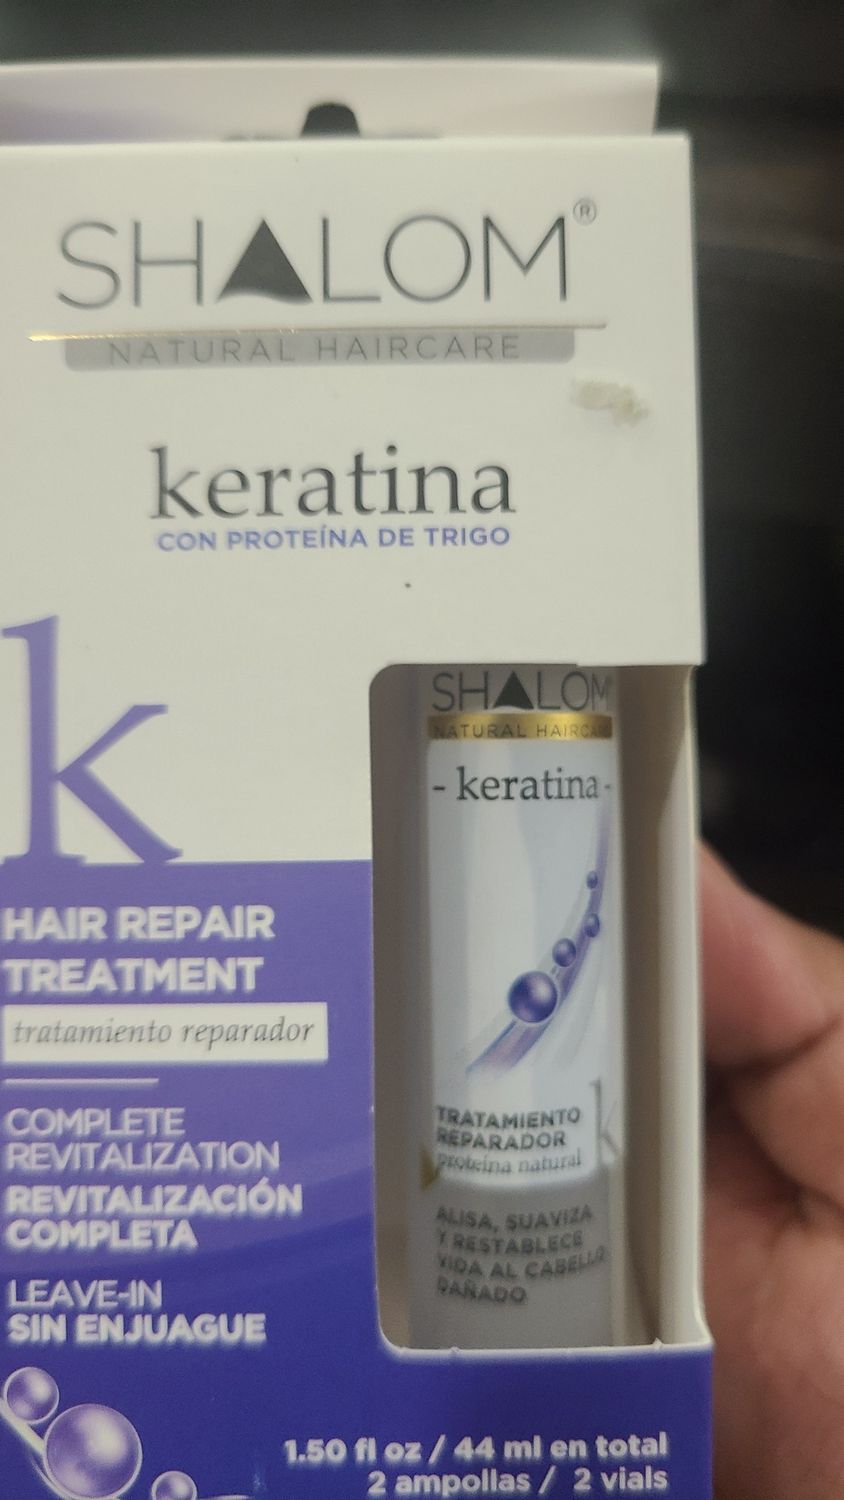 SHALOM®
NATURAL HAIRCARE
keratina
CON PROTEÍNA DE TRIGO
k
HAIR REPAIR
TREATMENT
tratamiento reparador
COMPLETE
REVITALIZATION
REVITALIZACIÓN
COMPLETA
LEAVE-IN
SIN ENJUAGUE
SHALOM
NATURAL HAIRCARE
- keratina -
k
TRATAMIENTO
REPARADOR
proteína natural
ALISA, SUAVIZA
Y RESTABLECE
VIDA AL CABELLO
DAÑADO
1.50 fl oz / 44 ml en total
2 ampollas / 2 vials